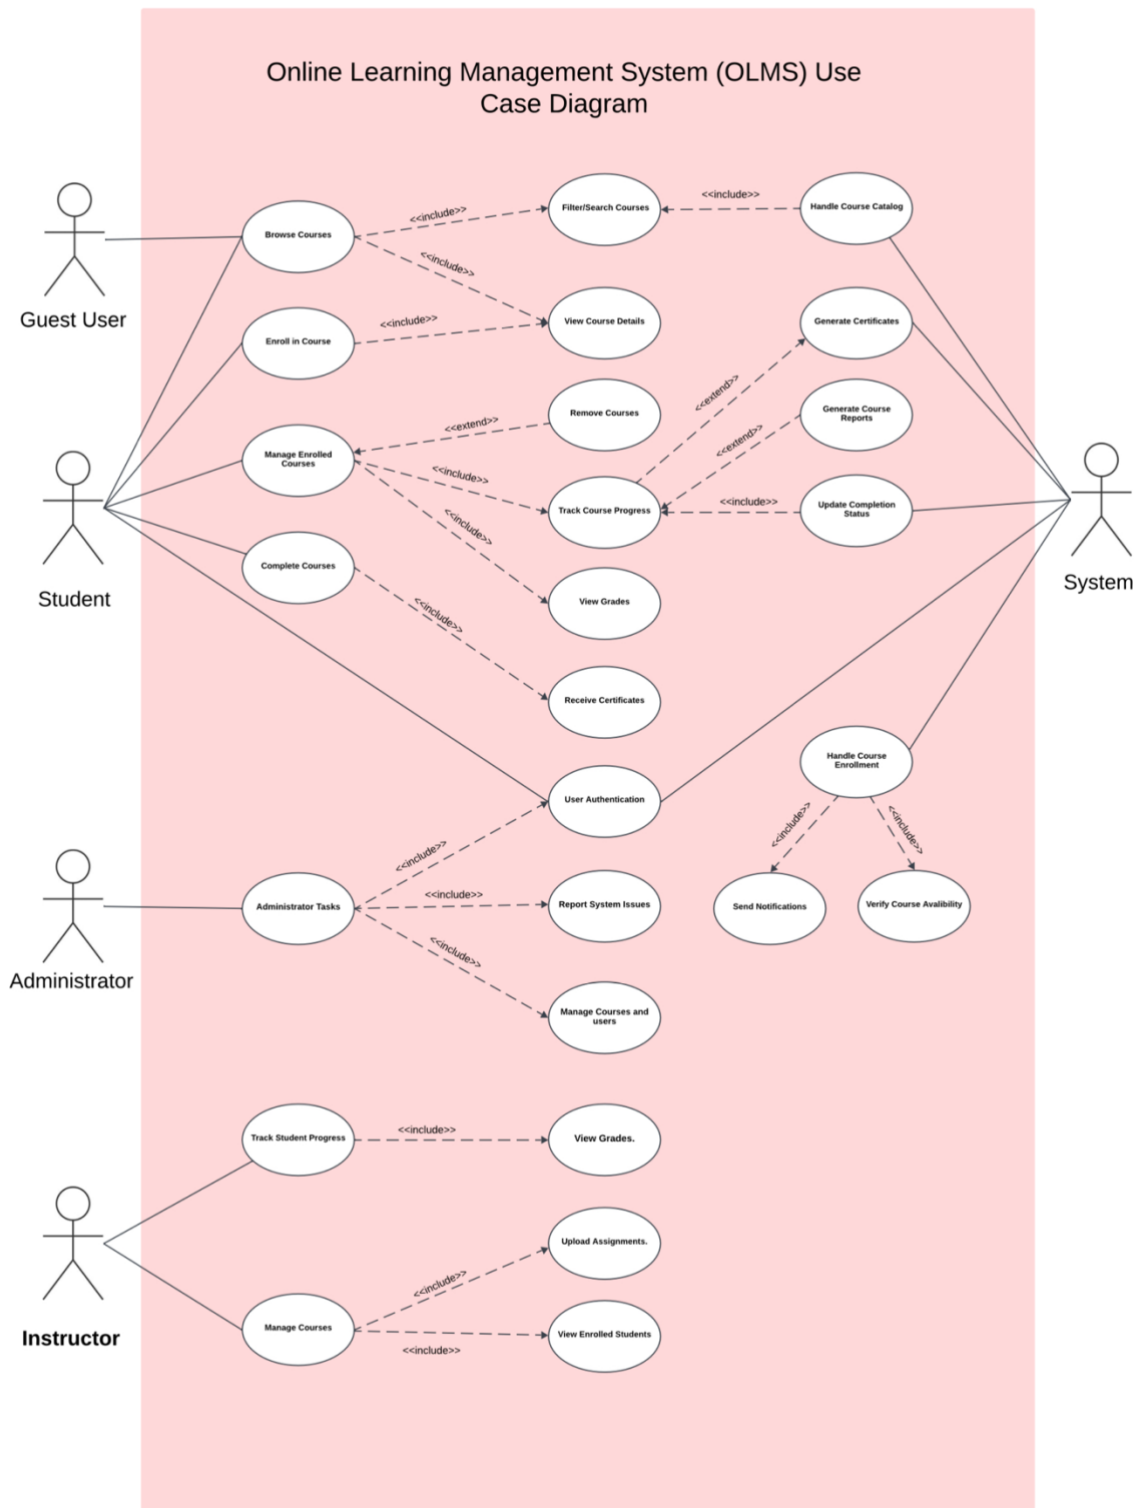 Online Learning Management System (OLMS) Use
Case Diagram
Guest User
Browse Courses
<<include>>
Filter/Search Courses
<<include>>
Handle Course Catalog
<<include>>
Enroll in Course
<<include>>
View Course Details
Generate Certificates
Remove Courses
<<extend>>
<<extend>>
Generate Course
Reports
<<extend>>
Manage Enrolled
Courses
<<include>>
Track Course Progress
<<include>>
Update Completion
Status
<<include>>
Student
Complete Courses
View Grades
System
<<include>>
Receive Certificates
Handle Course
Enrollment
User Authentication
<<include>>
<<include>>
<<include>>
Administrator
Administrator Tasks
<<include>>
Report System Issues
Send Notifications
Verify Course Avalibility
<<include>>
Manage Courses and
users
Track Student Progress
<<include>>
View Grades.
Upload Assignments.
<<include>>
Instructor
Manage Courses
View Enrolled Students
<<include>>